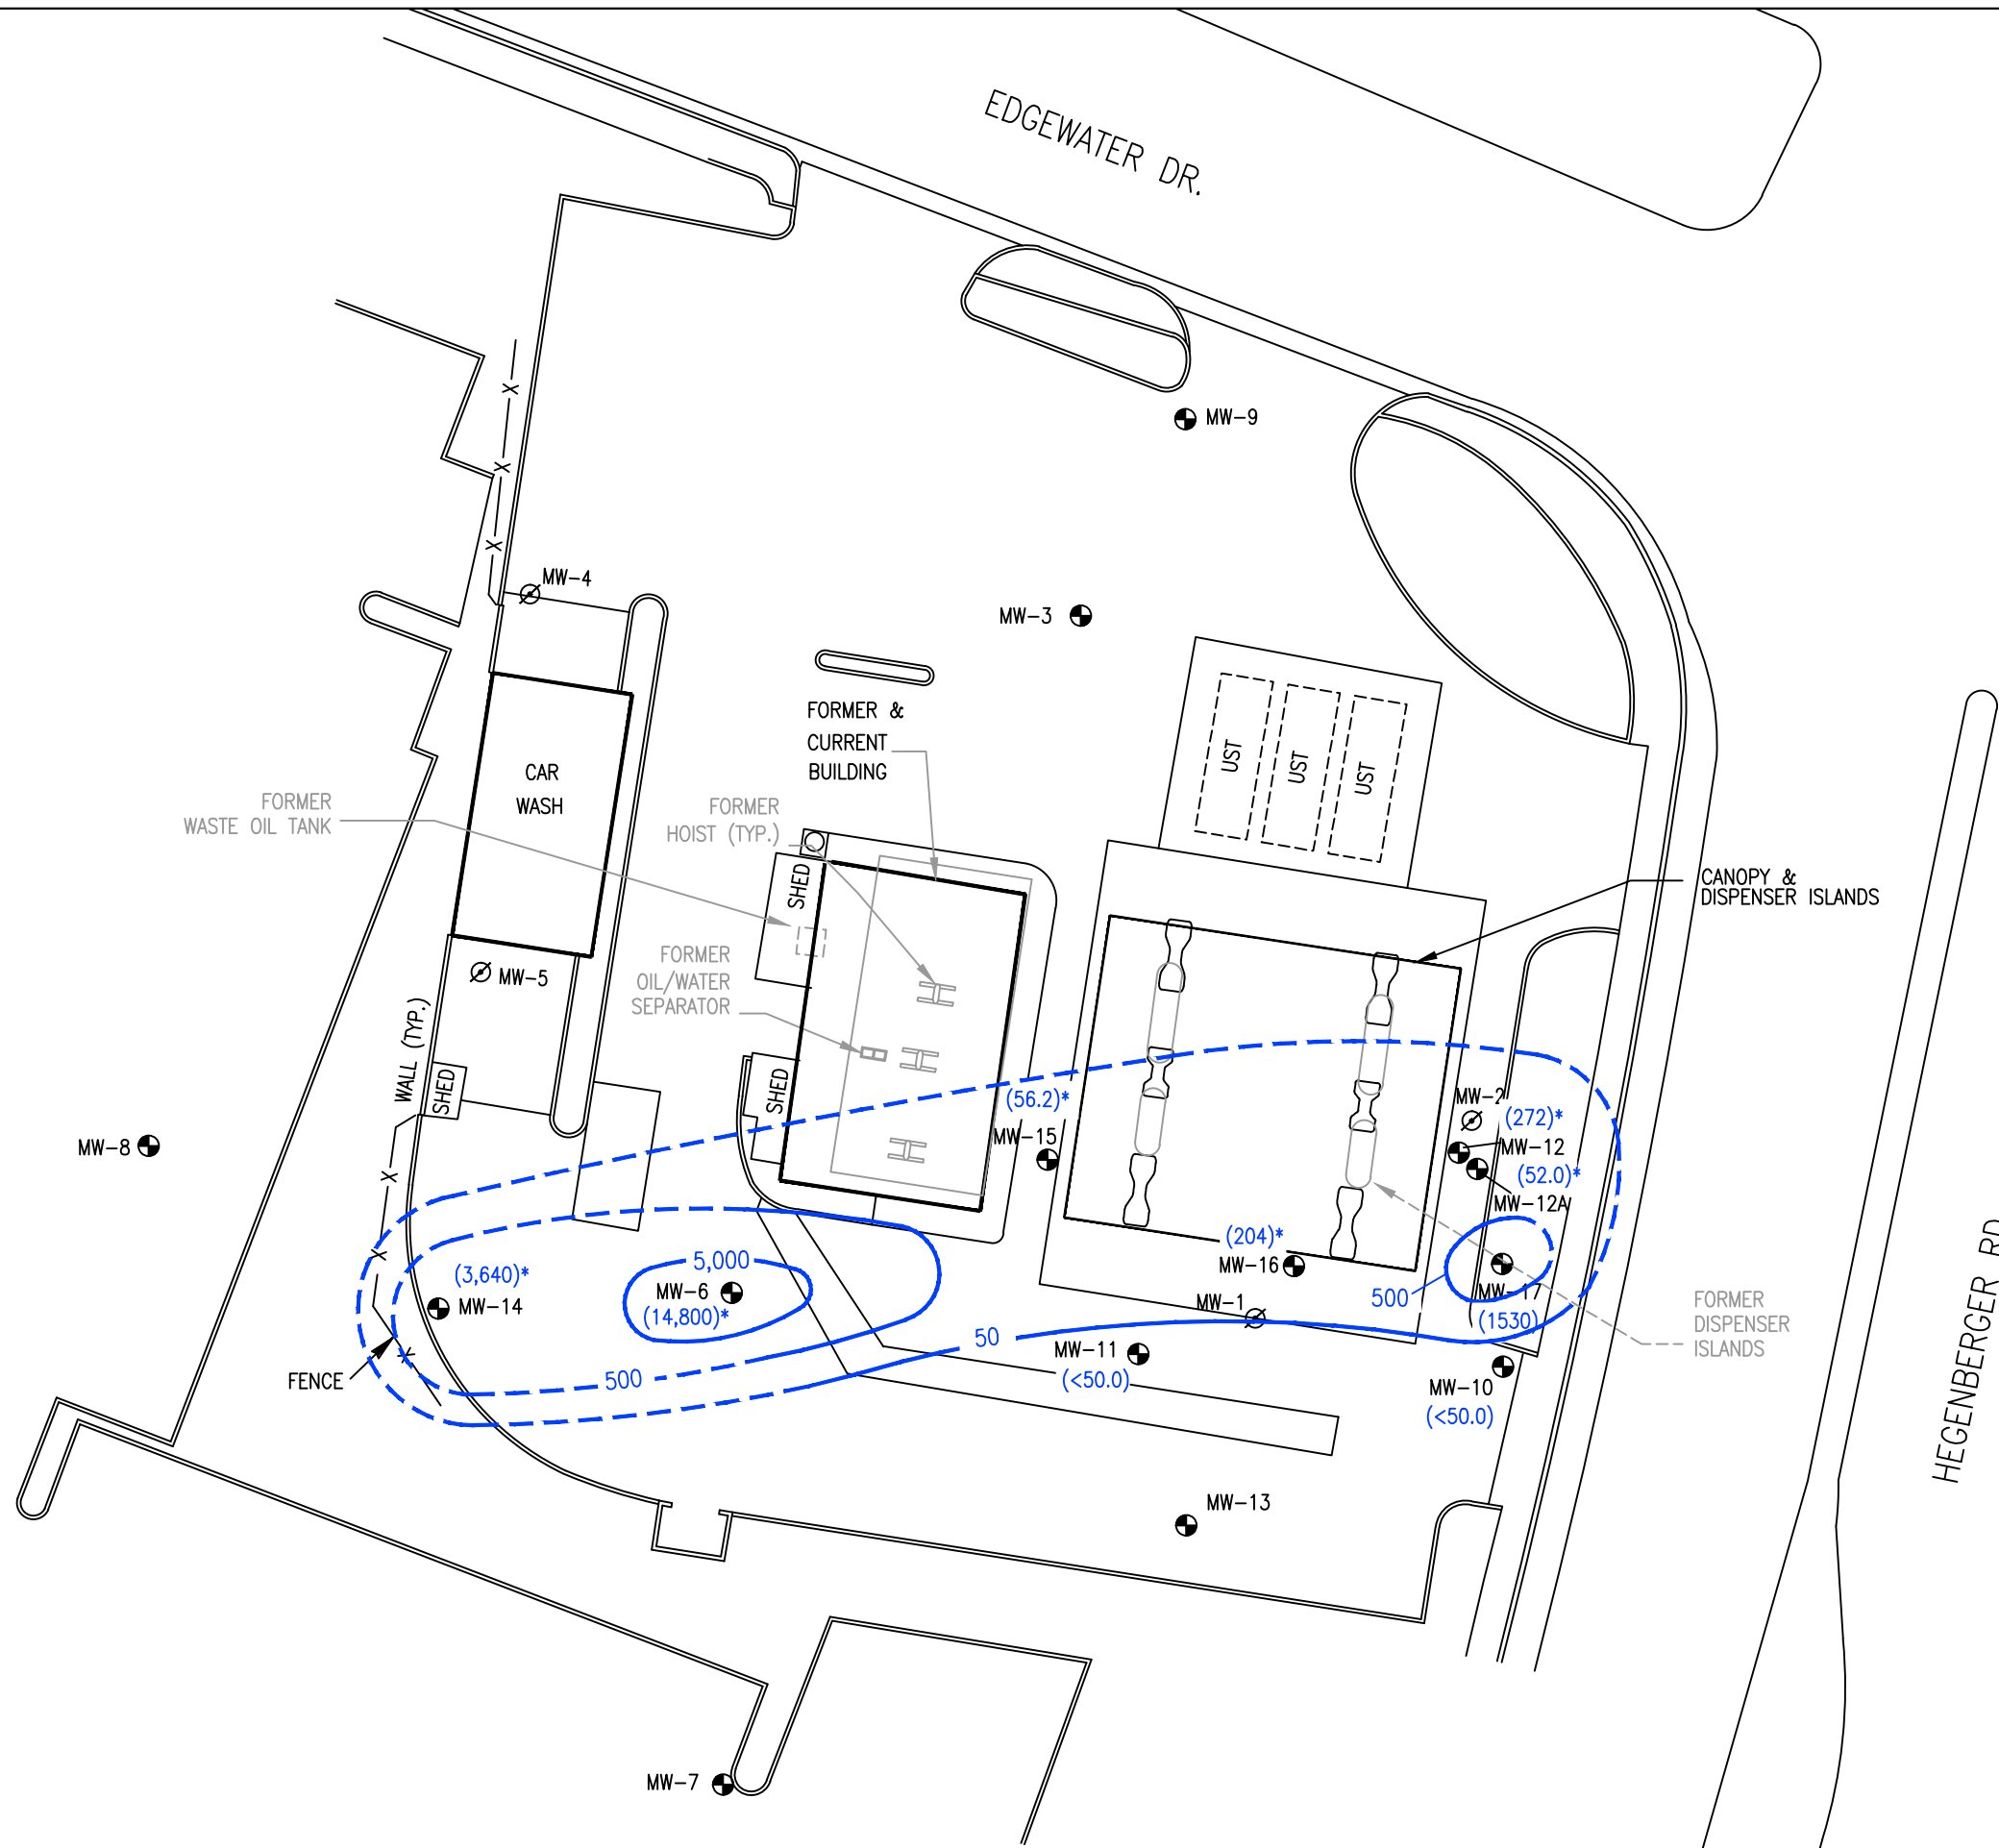 EDGEWATER DR.
MW-9
MW-4
MW-3
FORMER &
CURRENT
BUILDING
UST
UST
UST
CAR
WASH
FORMER
WASTE OIL TANK
FORMER
HOIST (TYP.)
SHED
CANOPY &
DISPENSER ISLANDS
FORMER
OIL/WATER
SEPARATOR
MW-5
WALL (TYP.)
SHED
SHED
X
X
X
X
X
X
MW-8
(56.2)*
MW-15
MW-2
(272)*
MW-12
(52.0)*
MW-12A
(204)*
MW-16
5,000
MW-6
(14,800)*
(3,640)*
MW-14
MW-1
500
MW-17
(1530)
FORMER
DISPENSER
ISLANDS
HEGENBERGER RD
50
500
FENCE
MW-11
(<50.0)
MW-10
(<50.0)
MW-13
MW-7